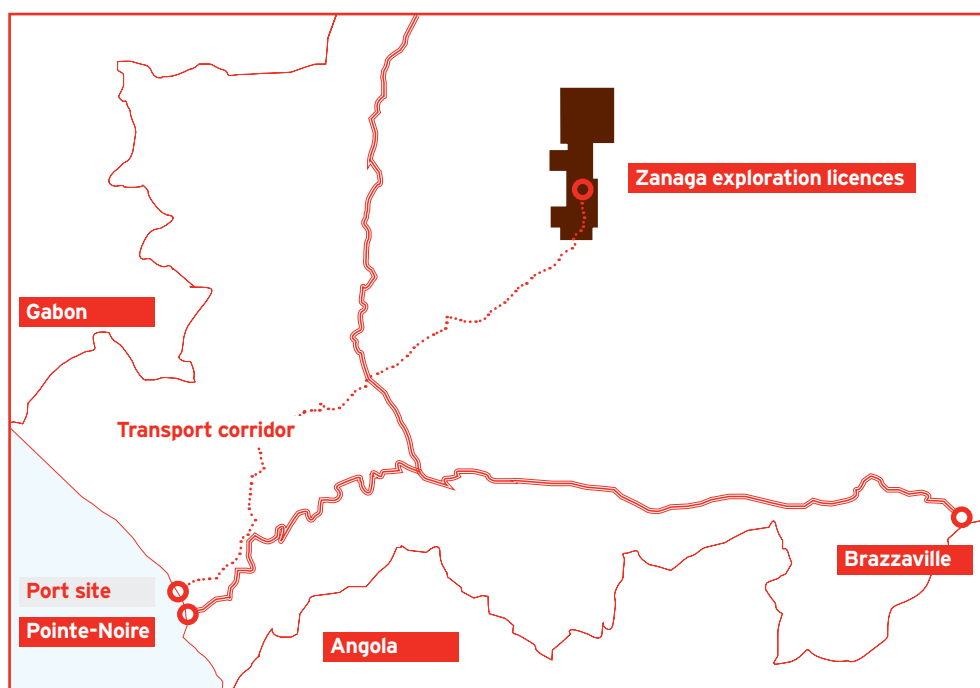 Zanaga exploration licences
Gabon
Transport corridor
Brazzaville
Port site
Pointe-Noire
Angola